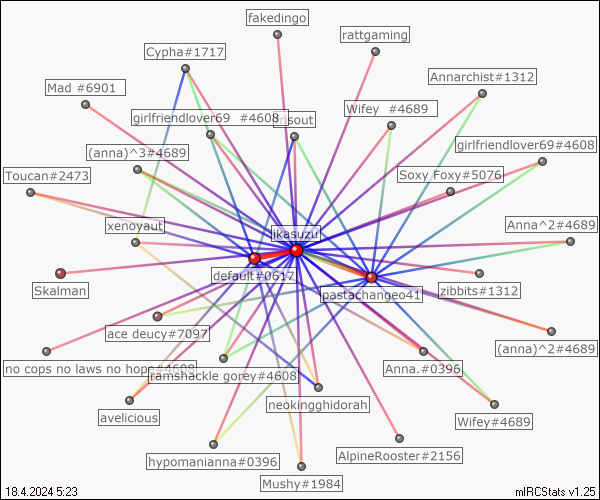 fakedingo
rattgaming
Cypha#1717
Annarchist#1312
Mad #6901
girlfriendlover69 #4608
Wifey #4689
girlfriendlover69#4608
(anna)^3#4689
Toucan#2473
Soxy Foxy#5076
xenoyaut
Anna^2#4689
ikasuzu
default#0617
Skalman
pastachangeo41
zibbits#1312
ace deucy#7097
(anna)^2#4689
no cops no laws no hope#4608
ramshackle gorey#4608
Anna.#0396
avelicious
neokingghidorah
Wifey#4689
hypomanianna#0396
AlpineRooster#2156
Mushy#1984
18.4.2024 5:23
mIRCStats v1.25